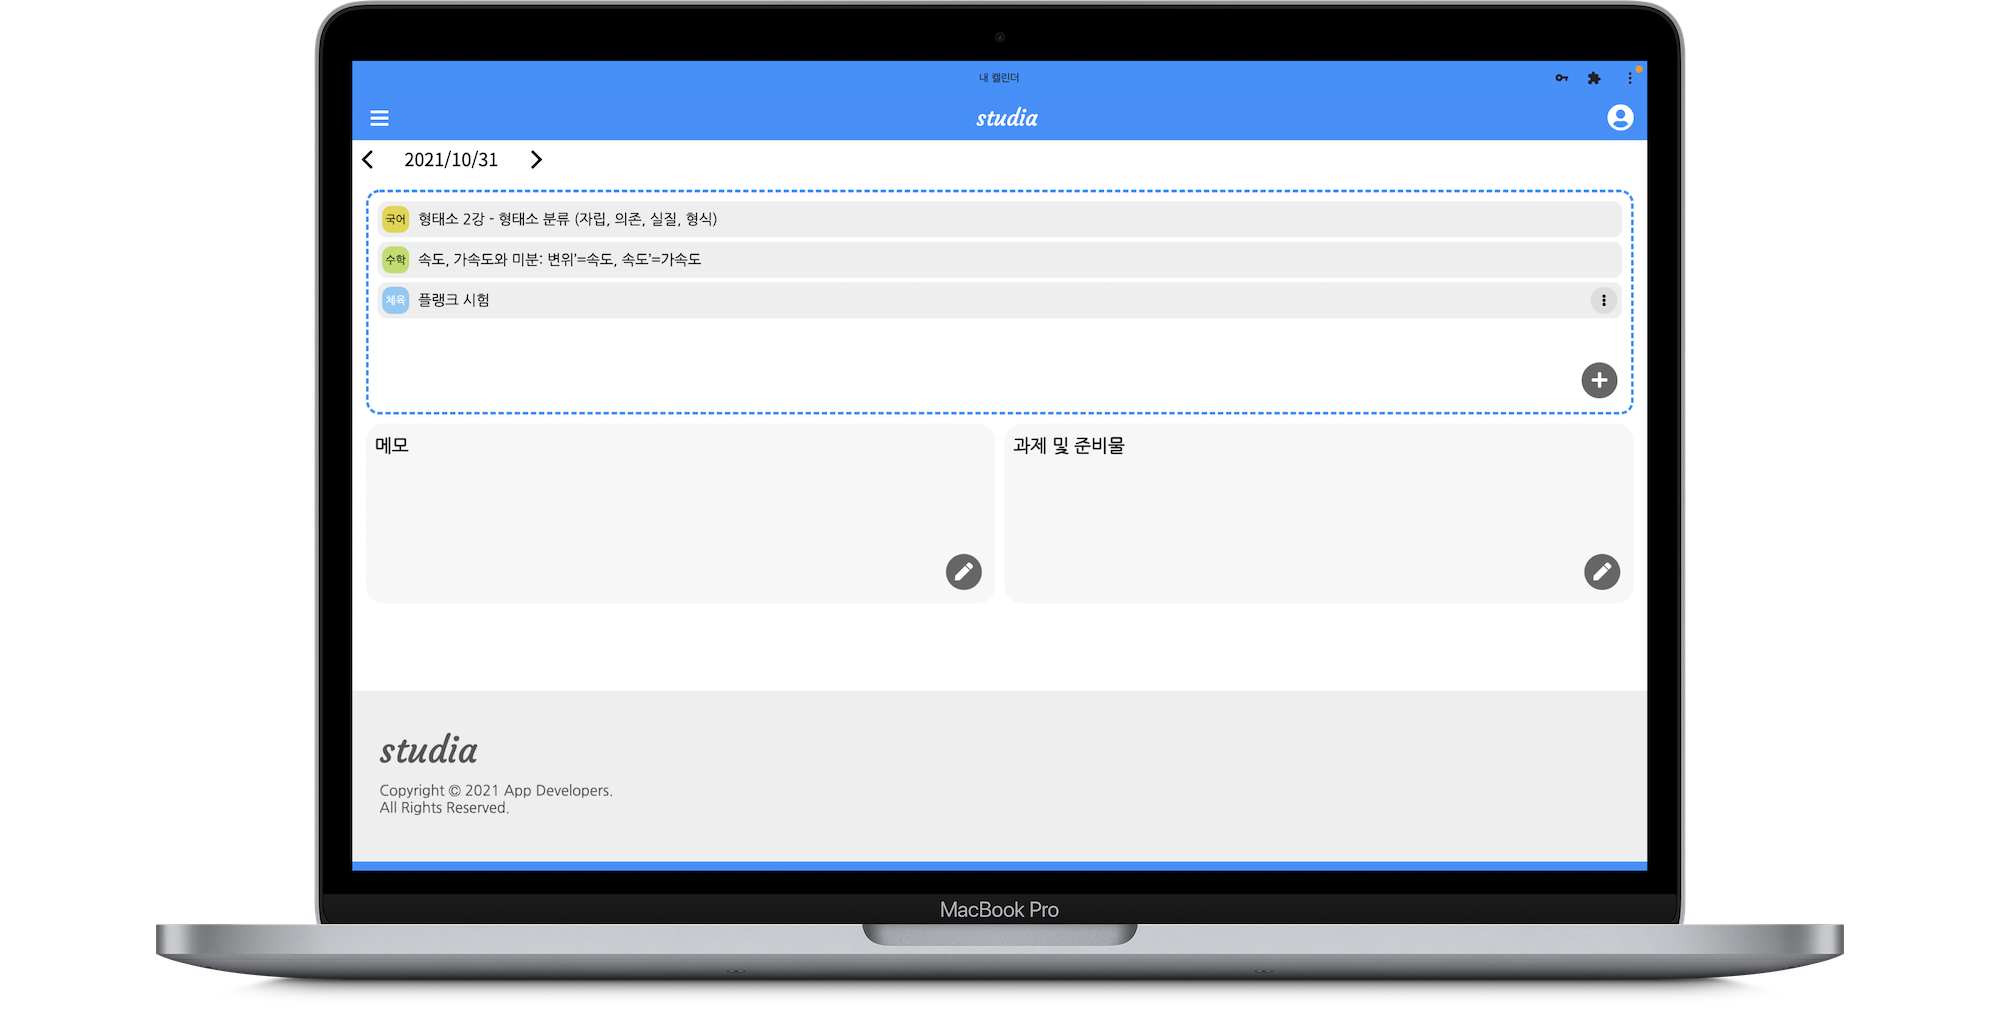 내 캘린더
studia
2021/10/31
국어 형태소 2강 - 형태소 분류 (자립, 의존, 실질, 형식)
수학 속도, 가속도와 미분: 변위'=속도, 속도'=가속도
체육 플랭크 시험
메모
과제 및 준비물
studia
Copyright © 2021 App Developers.
All Rights Reserved.
MacBook Pro